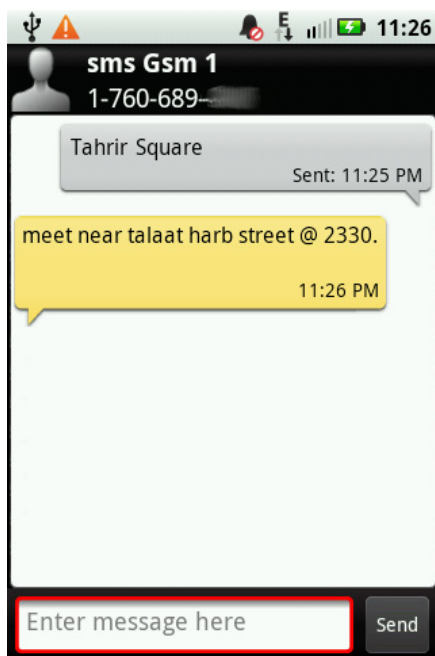 E
11:26
sms Gsm 1
1-760-689-
Tahrir Square
Sent: 11:25 PM
meet near talaat harb street @ 2330.
11:26 PM
Enter message here
Send